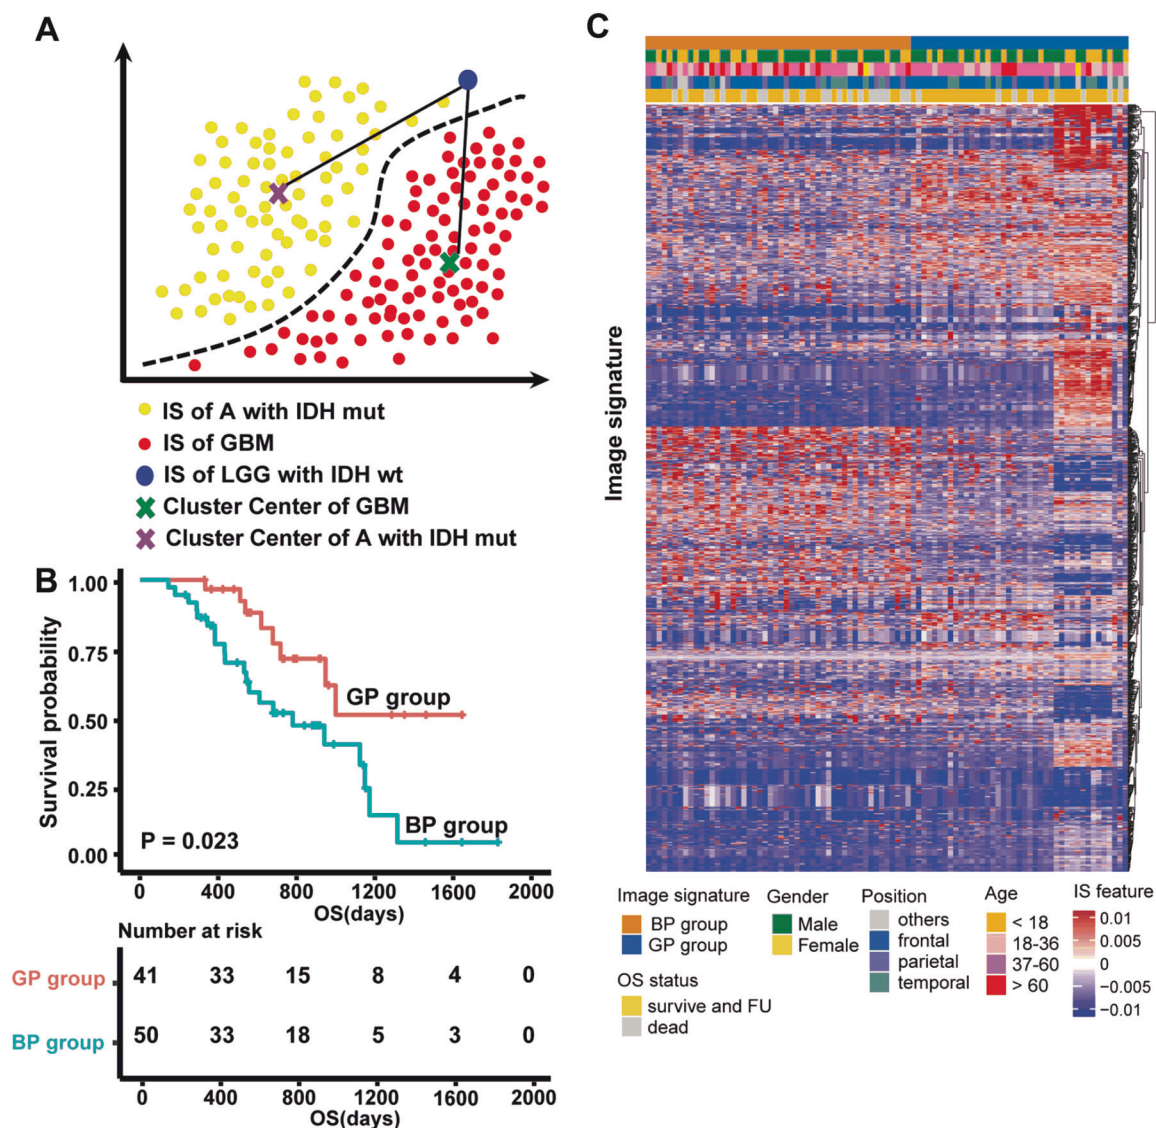 A
IS of A with IDH mut
IS of GBM
IS of LGG with IDH wt
Cluster Center of GBM
Cluster Center of A with IDH mut
B
Survival probability
1.00
0.75
0.50
0.25
0.00
GP group
BP group
P = 0.023
0 400 800 1200 1600 2000
OS(days)
Number at risk
GP group 41 33 15 8 4 0
BP group 50 33 18 5 3 0
0 400 800 1200 1600 2000
OS(days)
C
Image signature
Image signature
BP group
GP group
OS status
survive and FU
dead
Gender
Male
Female
Position
others
frontal
parietal
temporal
Age
< 18
18-36
37-60
> 60
IS feature
0.01
0.005
0
−0.005
−0.01